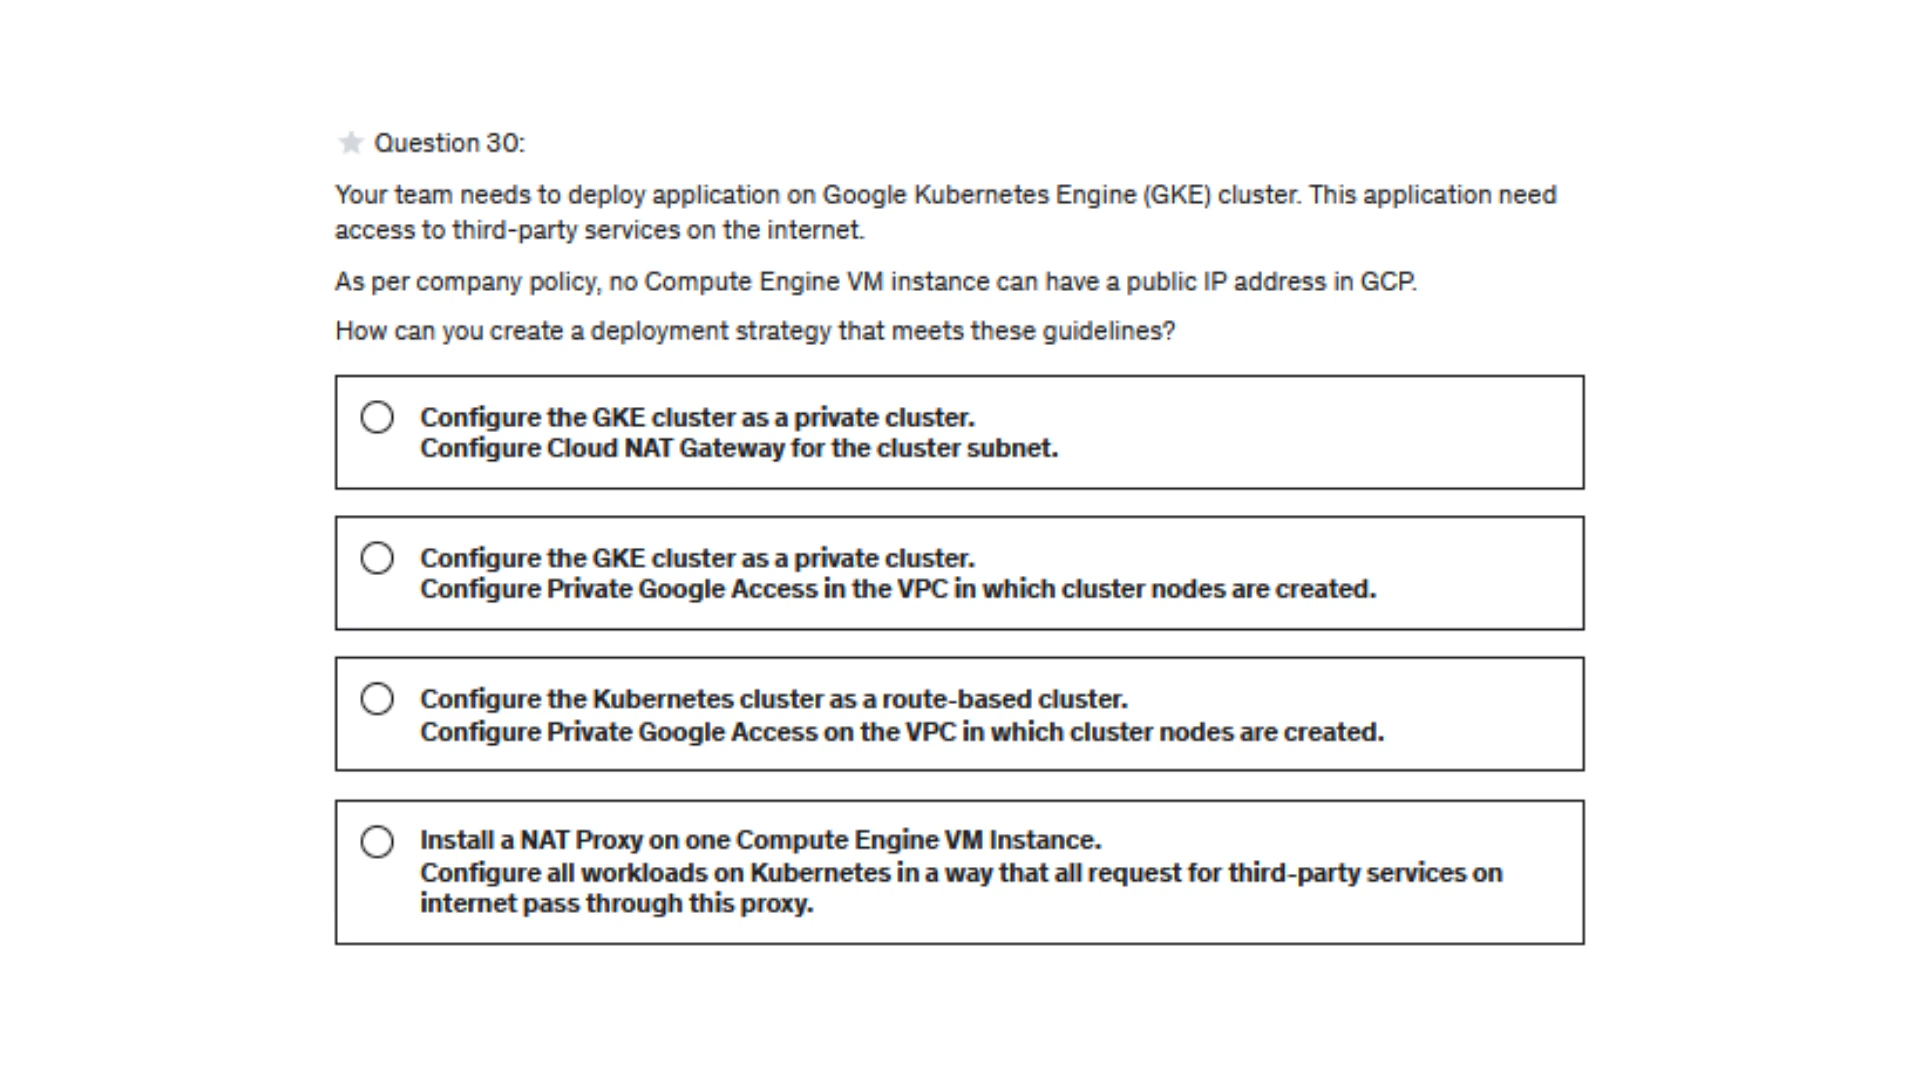 Question 30:
Your team needs to deploy application on Google Kubernetes Engine (GKE) cluster. This application need
access to third-party services on the internet.
As per company policy, no Compute Engine VM instance can have a public IP address in GCP.
How can you create a deployment strategy that meets these guidelines?
Configure the GKE cluster as a private cluster.
Configure Cloud NAT Gateway for the cluster subnet.
Configure the GKE cluster as a private cluster.
Configure Private Google Access in the VPC in which cluster nodes are created.
Configure the Kubernetes cluster as a route-based cluster.
Configure Private Google Access on the VPC in which cluster nodes are created.
Install a NAT Proxy on one Compute Engine VM Instance.
Configure all workloads on Kubernetes in a way that all request for third-party services on
internet pass through this proxy.